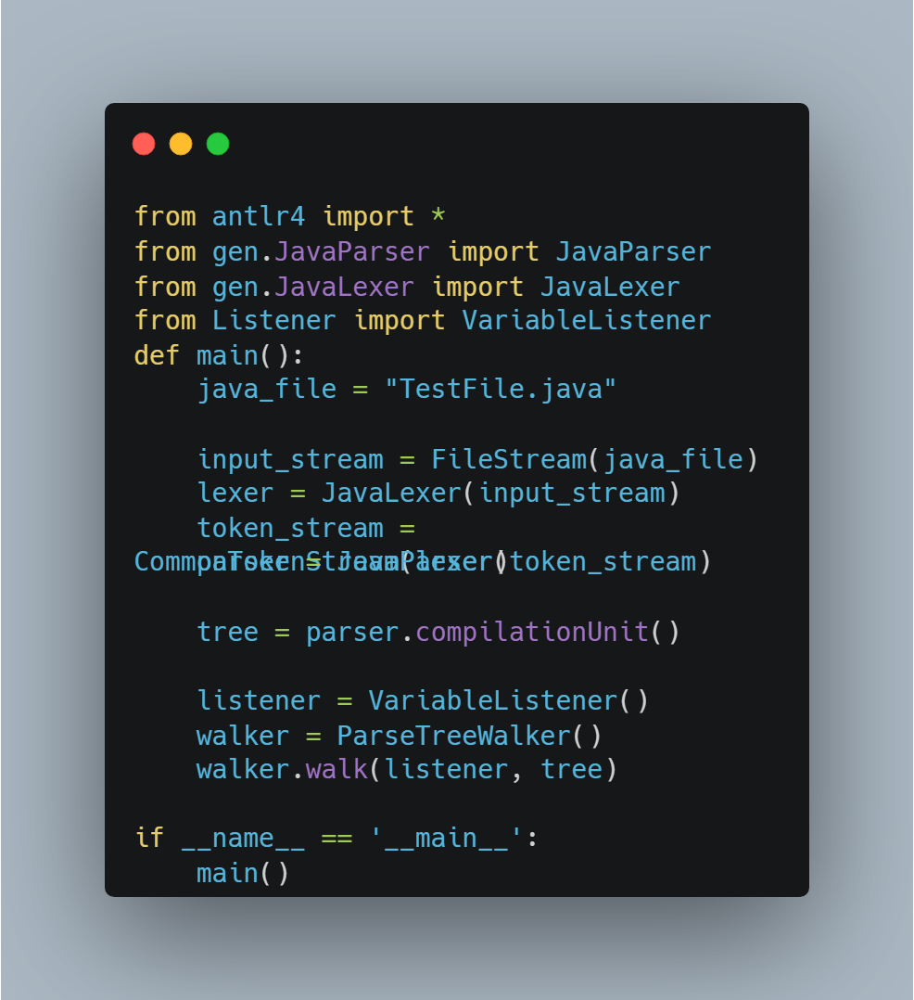 from antlr4 import *
from gen.JavaParser import JavaParser
from gen.JavaLexer import JavaLexer
from Listener import VariableListener
def main():
    java_file = "TestFile.java"
    input_stream = FileStream(java_file)
    lexer = JavaLexer(input_stream)
    token_stream =
CommonTokenStream(lexer)
    parser = JavaParser(token_stream)
    tree = parser.compilationUnit()
    listener = VariableListener()
    walker = ParseTreeWalker()
    walker.walk(listener, tree)
if __name__ == '__main__':
    main()